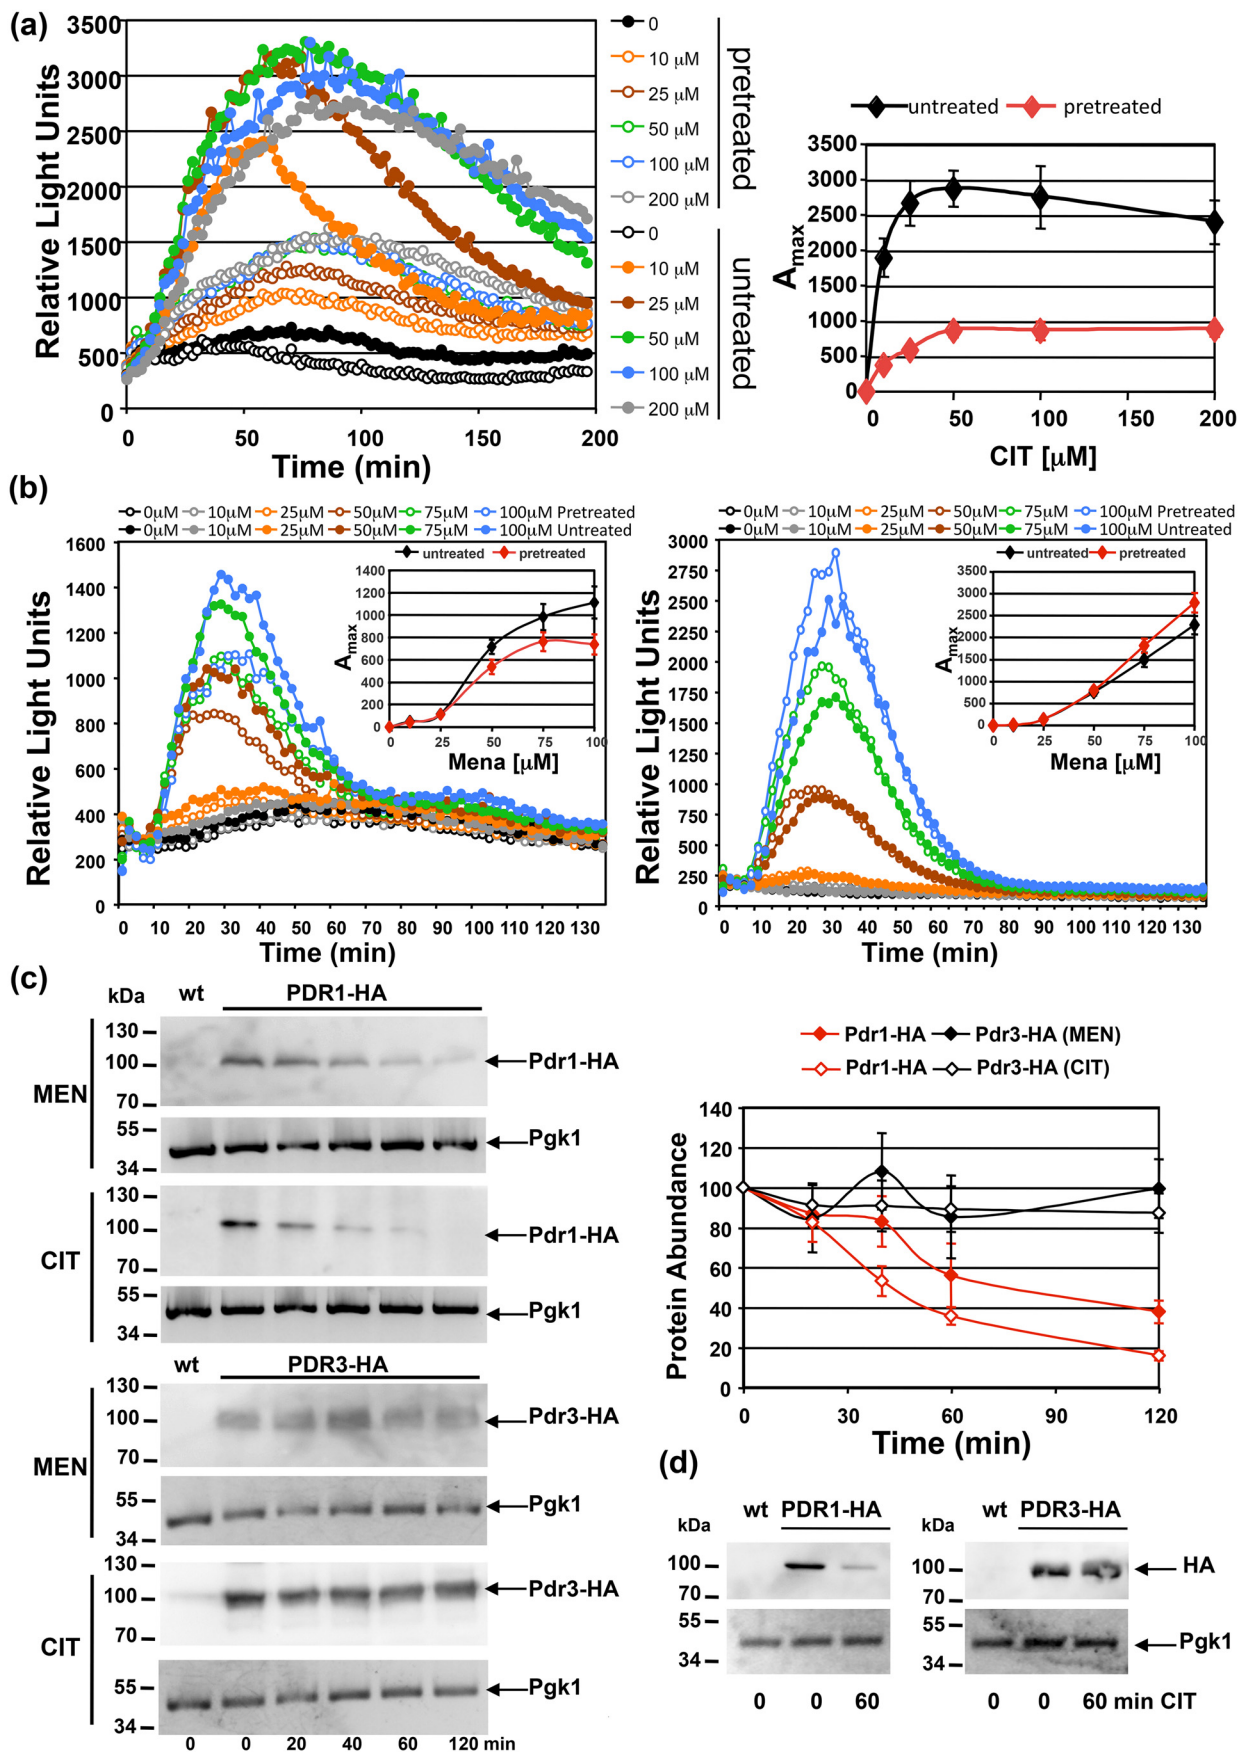 (a)
Relative Light Units
3500
3000
2500
2000
1500
1000
500
0
0 50 100 150 200
Time (min)
0
10 µM
25 µM
50 µM
100 µM
200 µM
pretreated
0
10 µM
25 µM
50 µM
100 µM
200 µM
untreated
untreated pretreated
Amax
3500
3000
2500
2000
1500
1000
500
0
0 50 100 150 200
CIT [µM]
(b)
0µM 10µM 25µM 50µM 75µM 100µM Pretreated
0µM 10µM 25µM 50µM 75µM 100µM Untreated
Relative Light Units
1600
1400
1200
1000
800
600
400
200
0
0 10 20 30 40 50 60 70 80 90 100 110 120 130
Time (min)
untreated pretreated
Amax
1400
1200
1000
800
600
400
200
0
0 25 50 75 100
Mena [µM]
0µM 10µM 25µM 50µM 75µM 100µM Pretreated
0µM 10µM 25µM 50µM 75µM 100µM Untreated
Relative Light Units
3000
2750
2500
2250
2000
1750
1500
1250
1000
750
500
250
0
0 10 20 30 40 50 60 70 80 90 100 110 120 130
Time (min)
untreated pretreated
Amax
3500
3000
2500
2000
1500
1000
500
0
0 25 50 75 100
Mena [µM]
(c)
kDa wt PDR1-HA
MEN
130
100
70
Pdr1-HA
55
34
Pgk1
CIT
130
100
70
Pdr1-HA
55
34
Pgk1
wt PDR3-HA
MEN
130
100
70
Pdr3-HA
55
34
Pgk1
CIT
130
100
70
Pdr3-HA
55
34
Pgk1
0 0 20 40 60 120 min
Pdr1-HA Pdr3-HA (MEN)
Pdr1-HA Pdr3-HA (CIT)
Protein Abundance
140
120
100
80
60
40
20
0
0 30 60 90 120
Time (min)
(d)
kDa wt PDR1-HA
100
70
55
34
0 0 60
kDa wt PDR3-HA
100
70
HA
55
34
Pgk1
0 0 60 min CIT